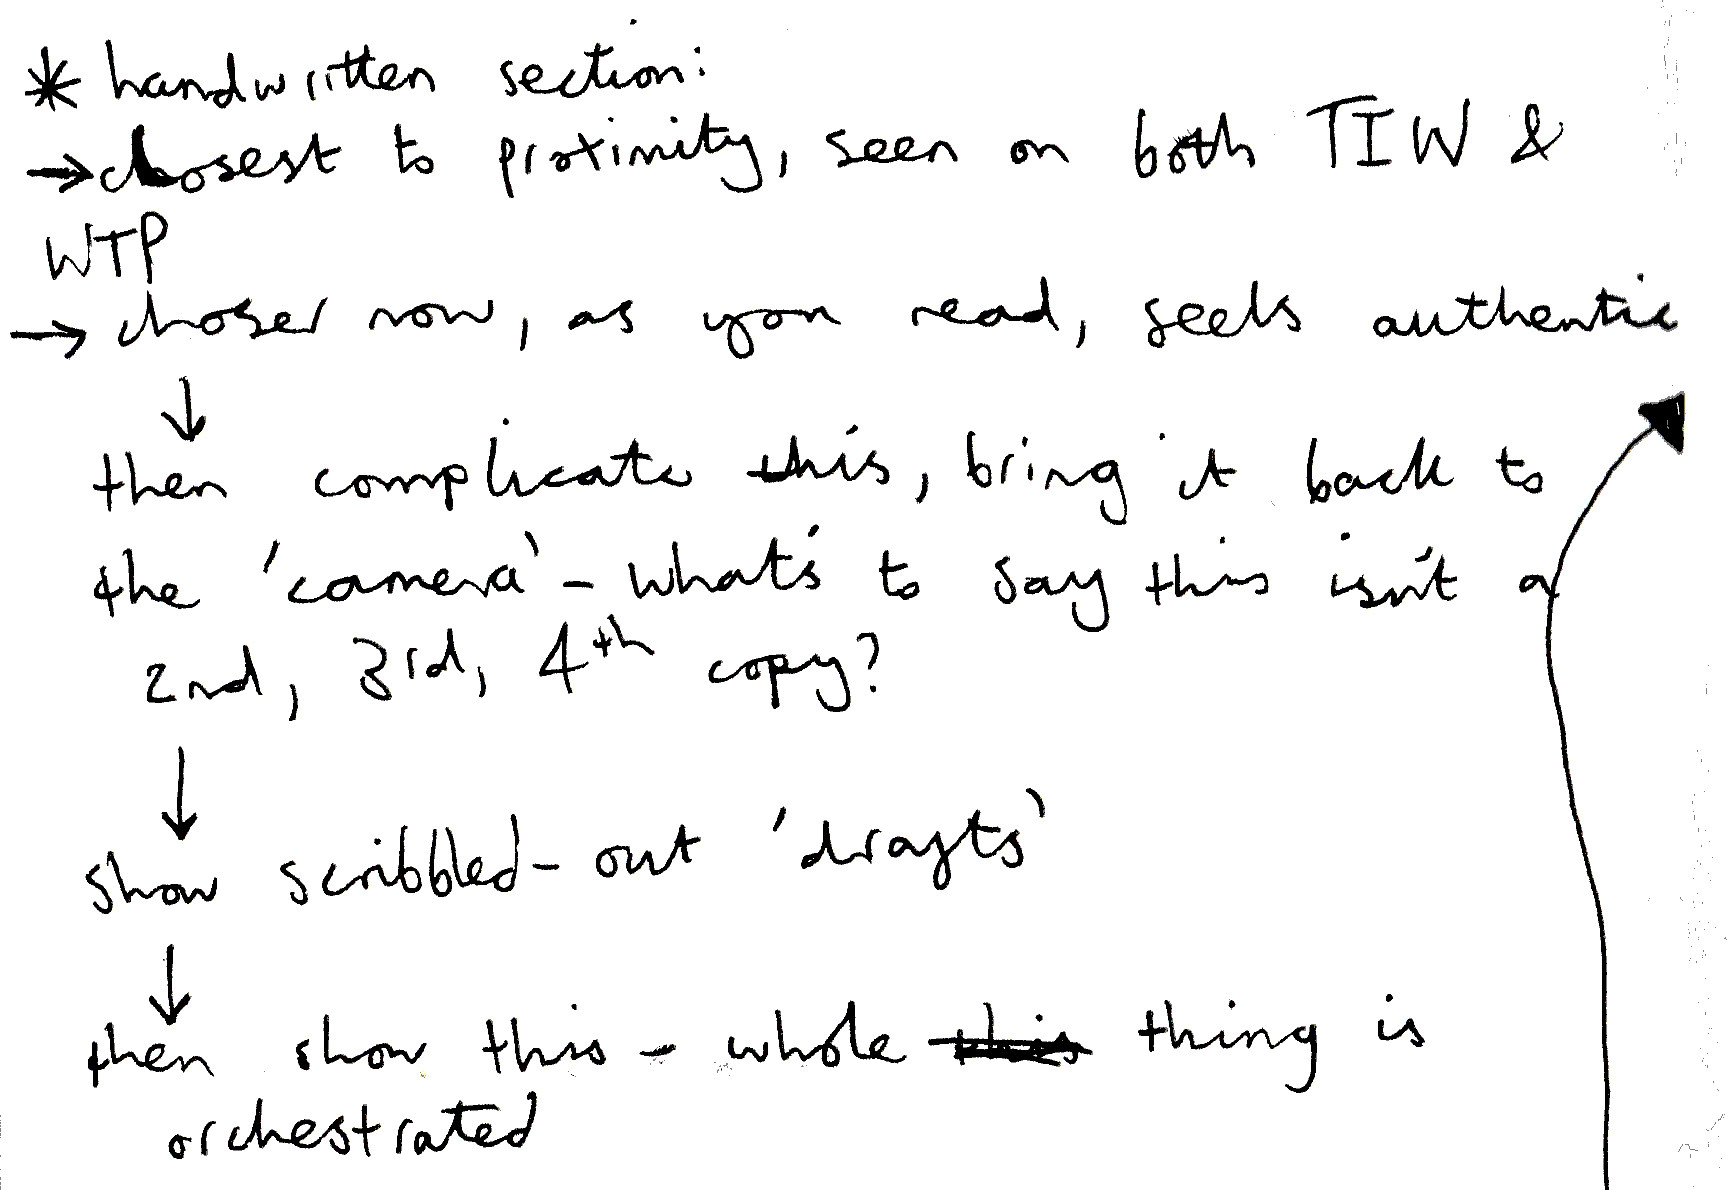 * handwritten section:
→ closest to proximity, seen on both TIW &
WTP
→ choser now, as you read, seeks authentic
↓
then complicate this, bring it back to
the 'camera' - what's to say this isn't a
2nd, 3rd, 4th copy?
↓
show scribbled-out 'drafts'
↓
then show this - whole this thing is
orchestrated